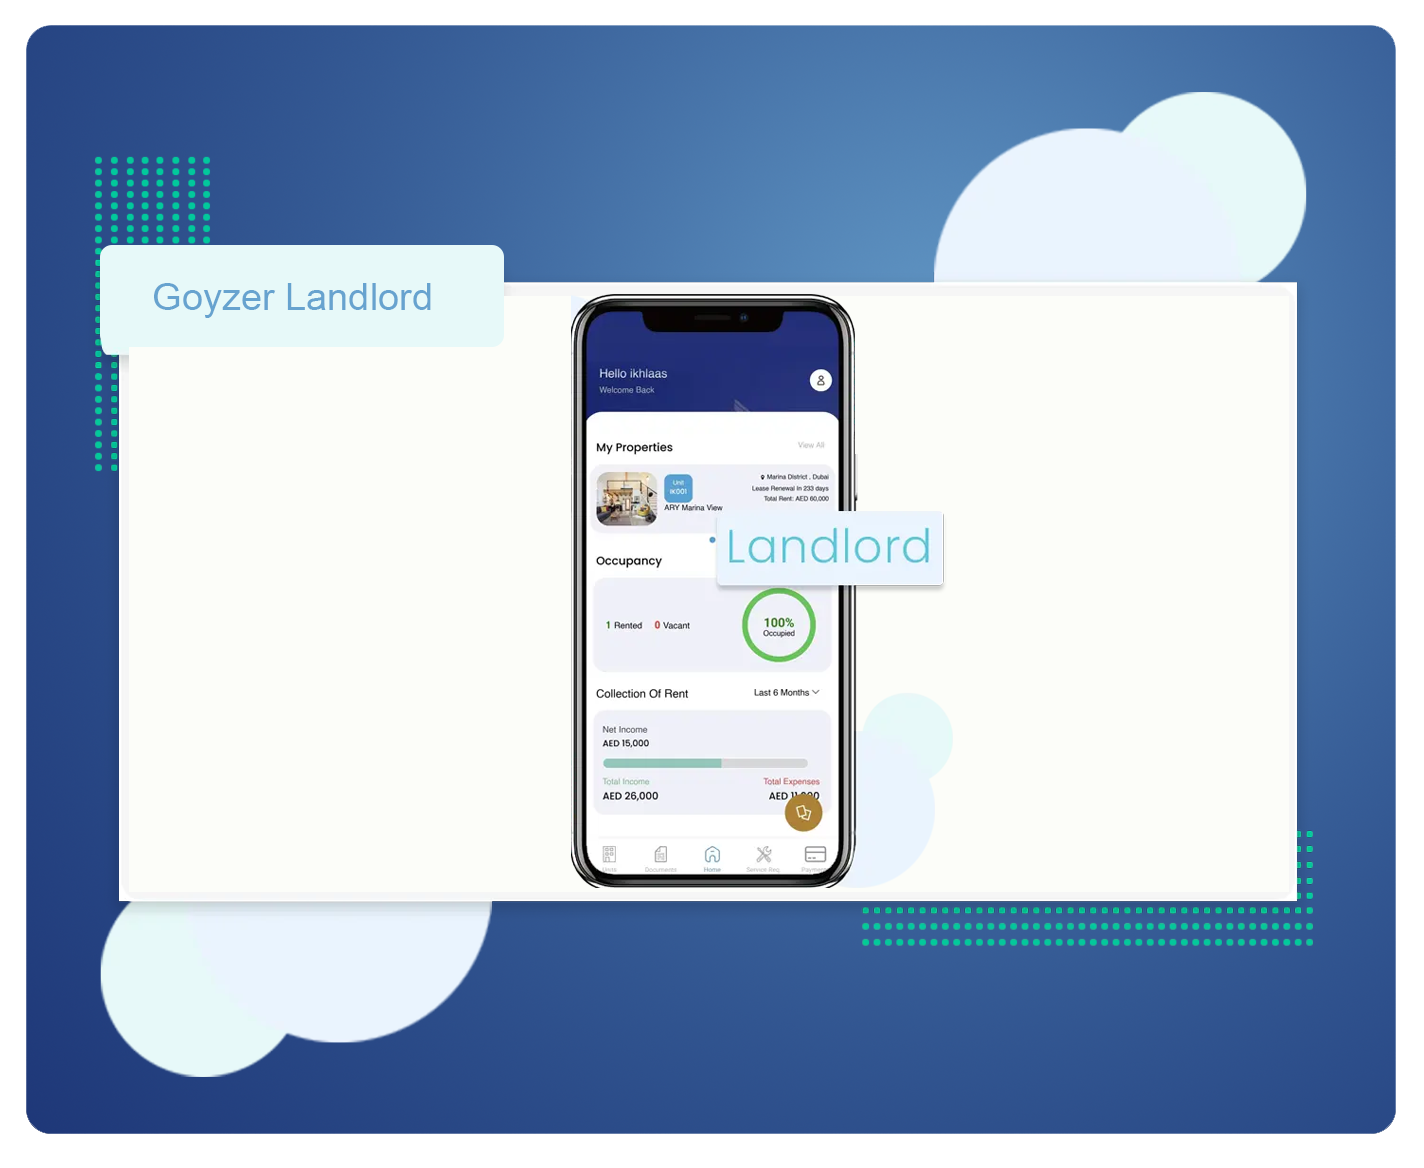 Goyzer Landlord
Hello ikhlaas
Welcome Back
My Properties
View All
Unit
IK001
ARY Marina View
Marina District , Dubai
Lease Renewal In 233 days
Total Rent: AED 60,000
Landlord
Occupancy
1 Rented 0 Vacant
100%
Occupied
Collection Of Rent
Last 6 Months
Net Income
AED 15,000
Total Income
Total Expenses
AED 26,000
AED
Documents
Home
Service Req